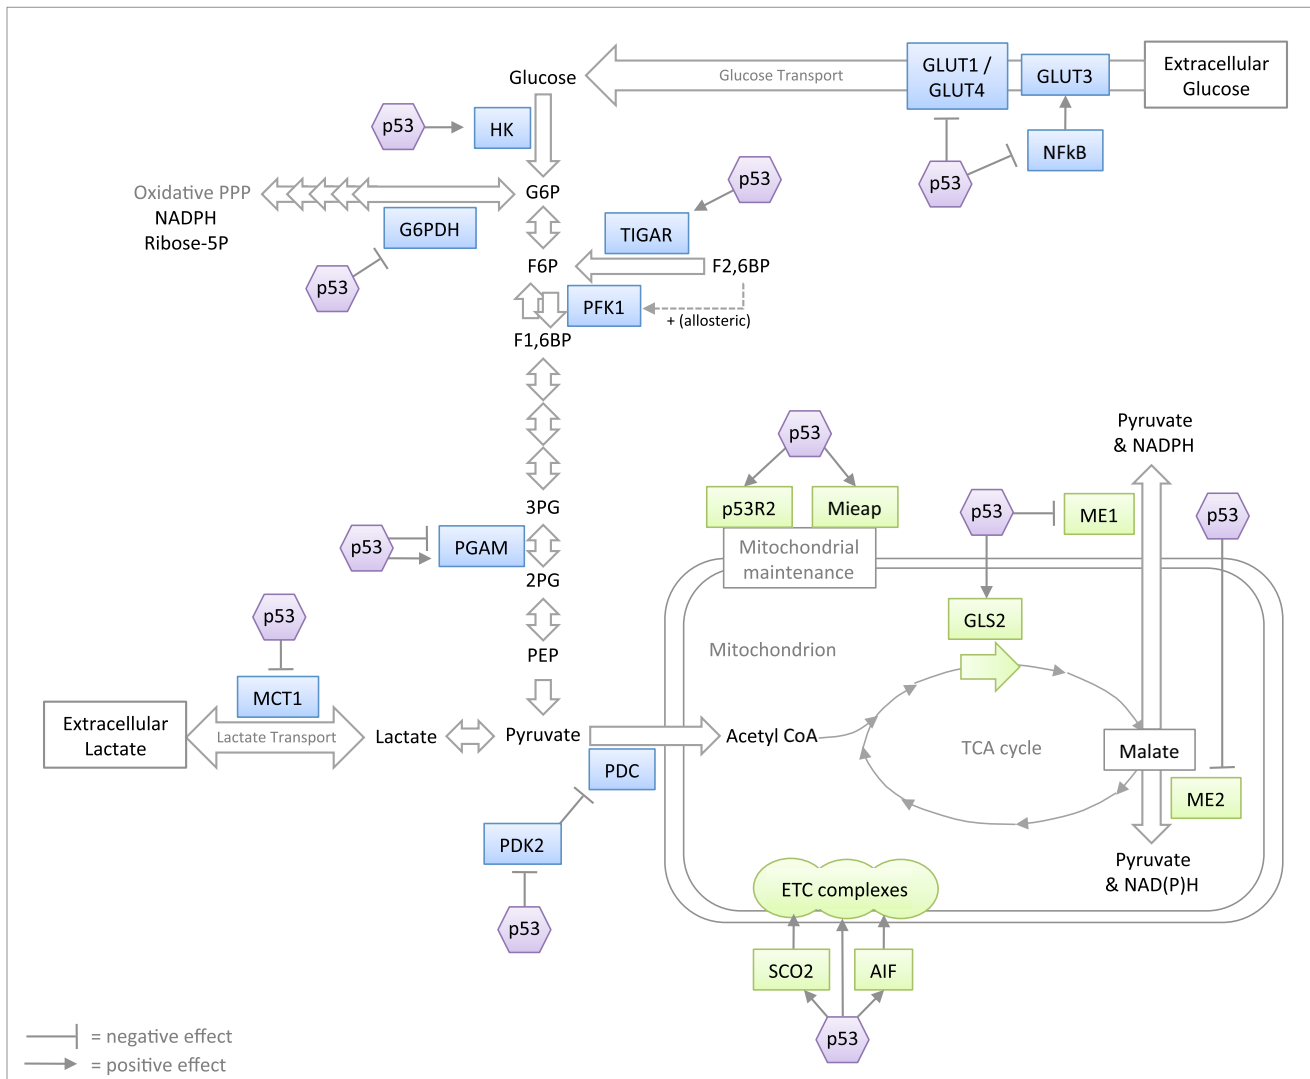 Glucose
Glucose Transport
GLUT1 /
GLUT4
GLUT3
Extracellular
Glucose
p53
HK
NFkB
p53
p53
Oxidative PPP
NADPH
Ribose-5P
G6P
G6PDH
TIGAR
p53
F6P
F2,6BP
PFK1
+ (allosteric)
F1,6BP
p53
Pyruvate
& NADPH
p53R2
Mieap
p53
ME1
p53
3PG
p53
PGAM
Mitochondrial
maintenance
2PG
p53
GLS2
PEP
Mitochondrion
MCT1
Extracellular
Lactate
Lactate Transport
Lactate
Pyruvate
Acetyl CoA
TCA cycle
Malate
PDC
ME2
PDK2
Pyruvate
& NAD(P)H
ETC complexes
p53
SCO2
AIF
p53
= negative effect
= positive effect